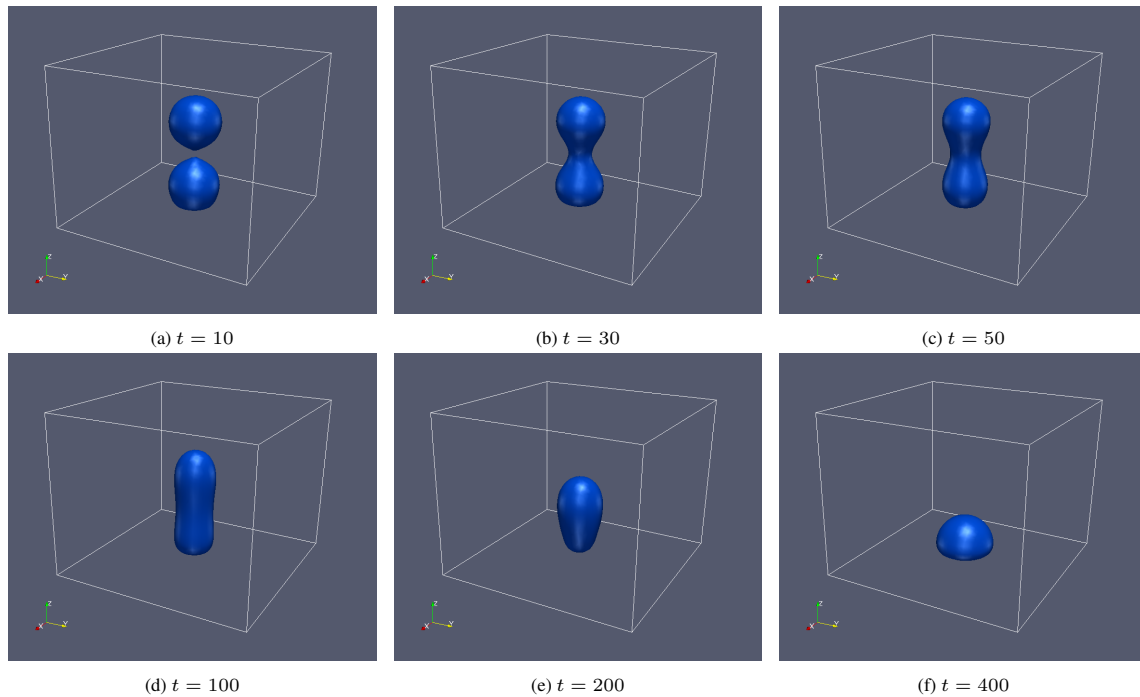 Z
X Y
Z
X Y
Z
X Y
(a) t = 10
(b) t = 30
(c) t = 50
Z
X Y
Z
X Y
Z
X Y
(d) t = 100
(e) t = 200
(f) t = 400